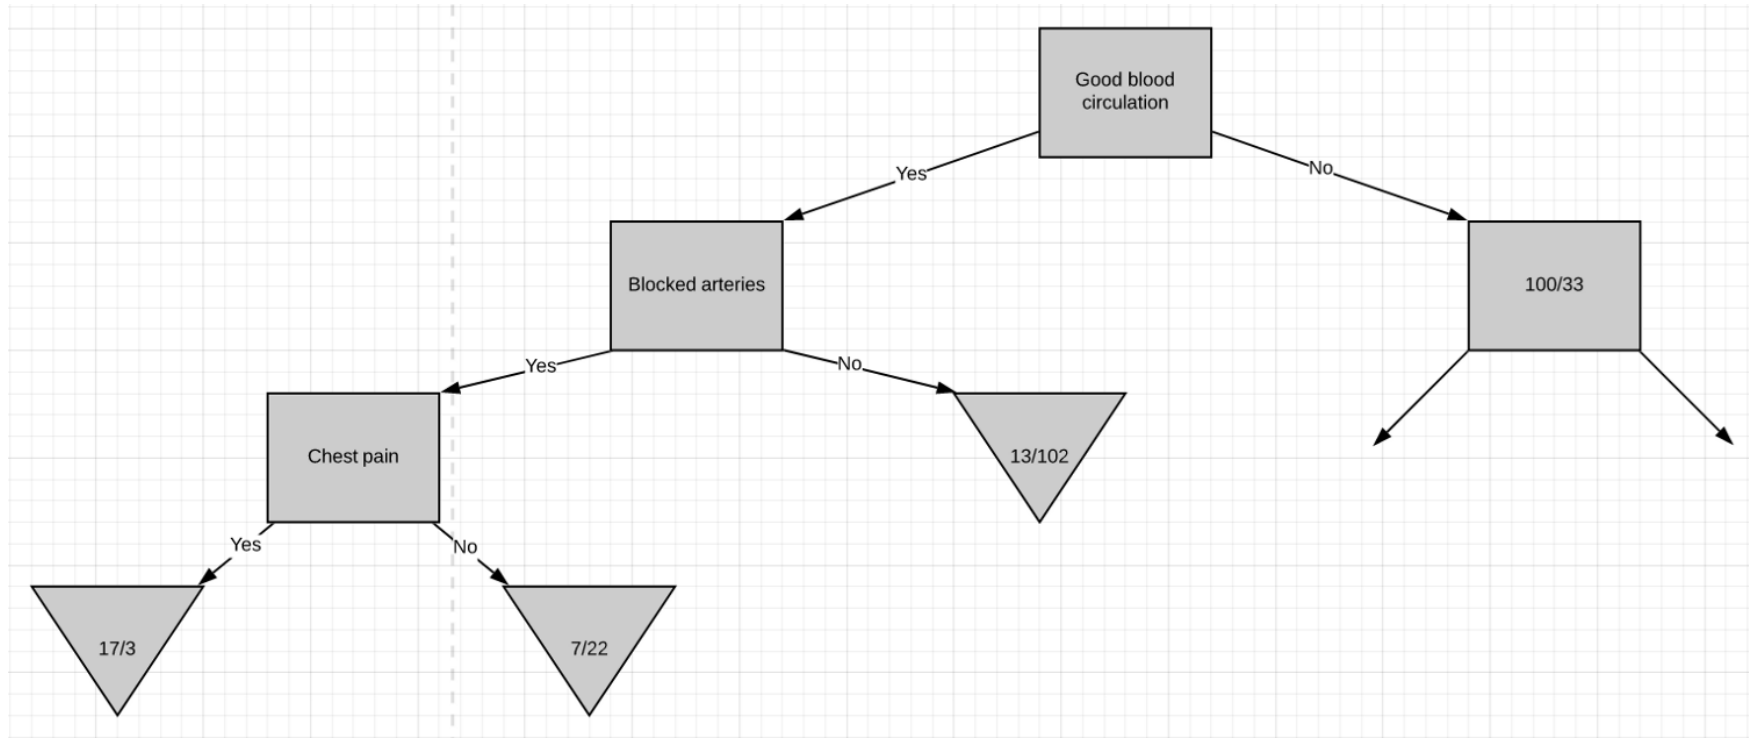 Good blood
circulation
Yes
No
Blocked arteries
100/33
Yes
No
Chest pain
13/102
Yes
No
17/3
7/22